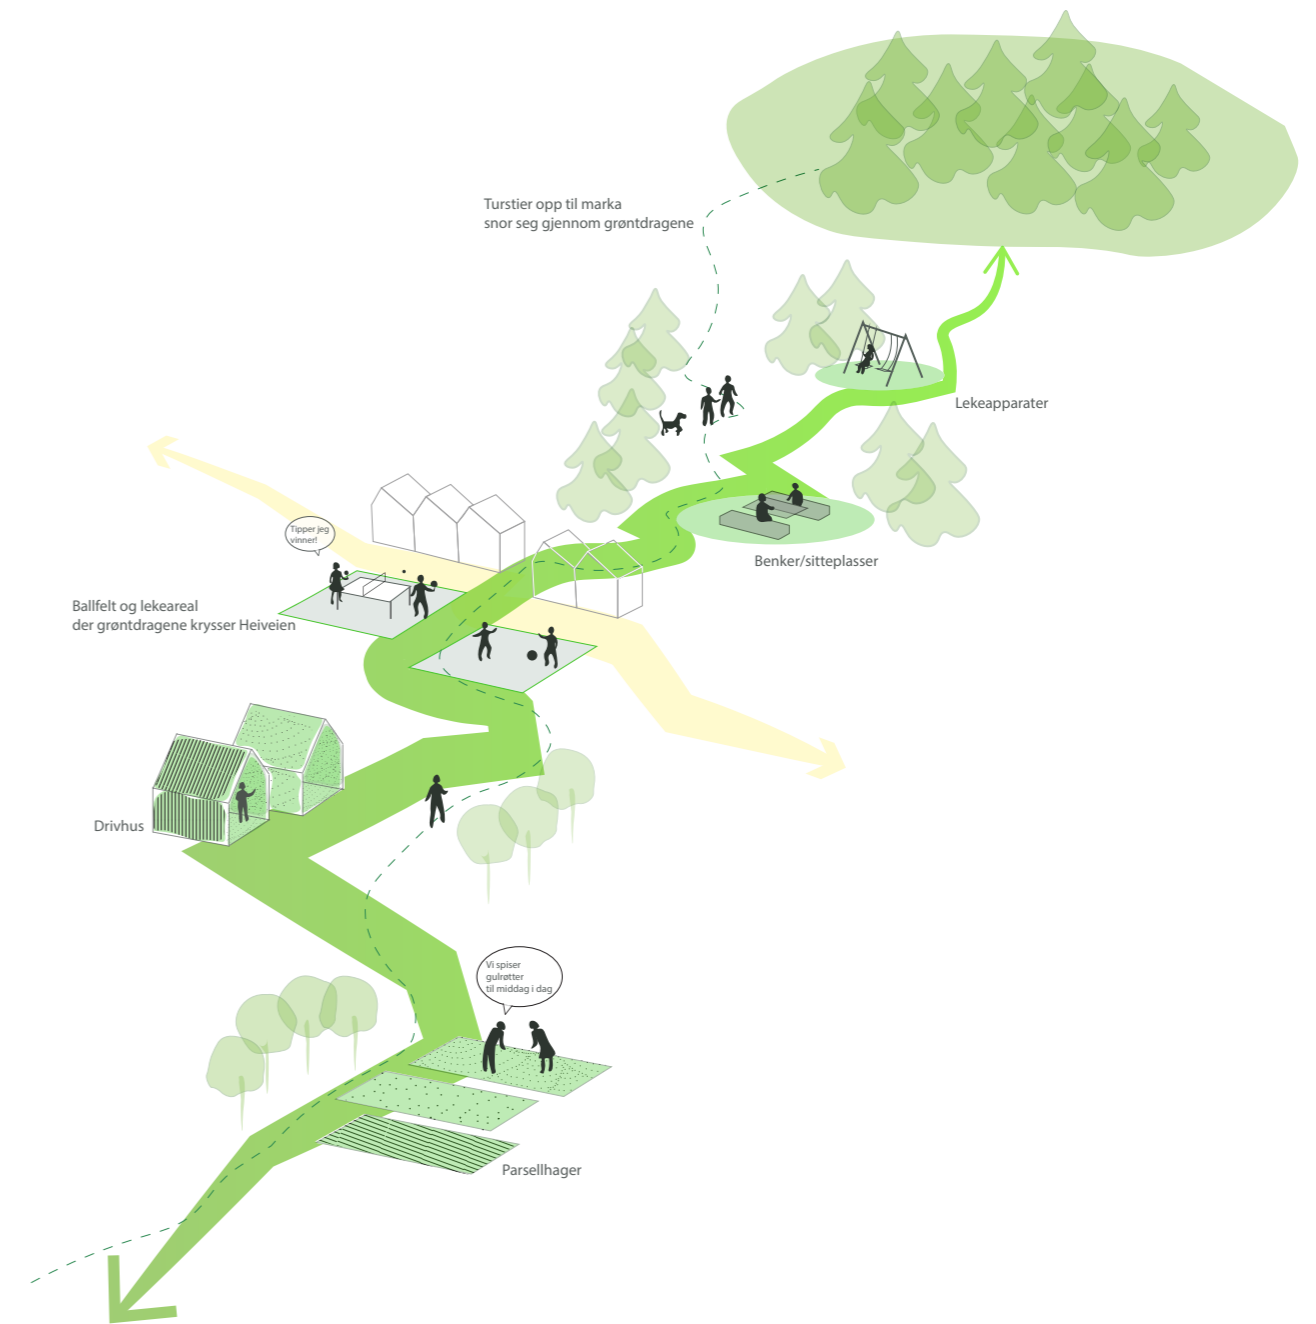 Turstier opp til marka
snor seg gjennom grøntdragene
Lekeapparater
Tipper jeg
vinner!
Benker/sitteplasser
Ballfelt og lekeareal
der grøntdragene krysser Heiveien
Drivhus
Vi spiser
gulrøtter
til middag i dag
Parsellhager